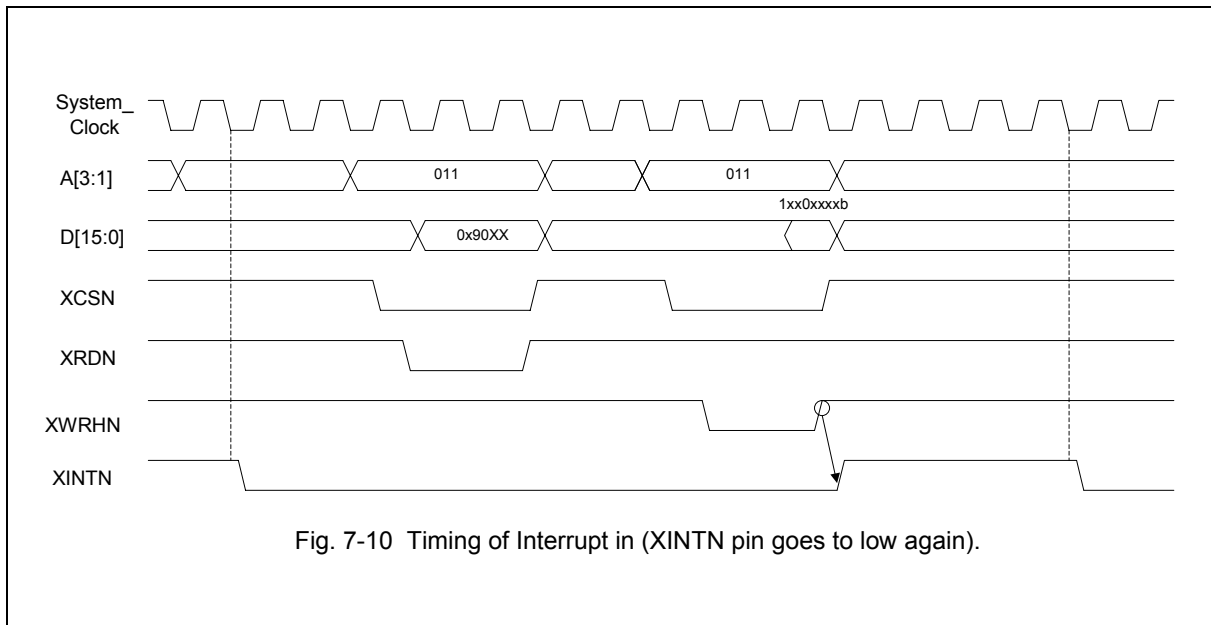 System_
Clock
A[3:1]
011
011
1xx0xxxxb
D[15:0]
0x90XX
XCSN
XRDN
XWRHN
XINTN
Fig. 7-10 Timing of Interrupt in (XINTN pin goes to low again).